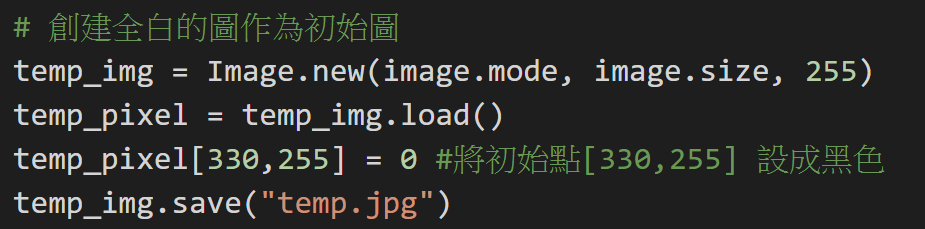 # 創建全白的圖作為初始圖
temp_img = Image.new(image.mode, image.size, 255)
temp_pixel = temp_img.load()
temp_pixel[330,255] = 0 #將初始點[330,255] 設成黑色
temp_img.save("temp.jpg")